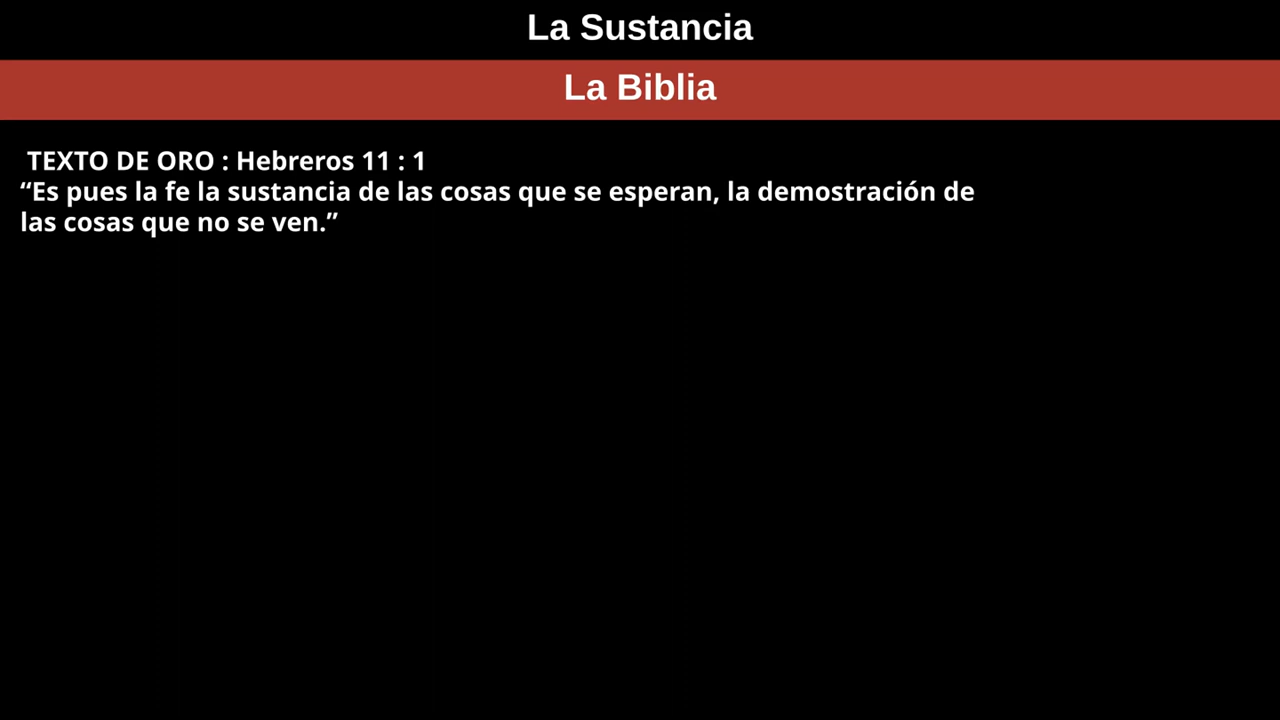 La Sustancia
La Biblia
TEXTO DE ORO : Hebreros 11 : 1
“Es pues la fe la sustancia de las cosas que se esperan, la demostración de
las cosas que no se ven.”